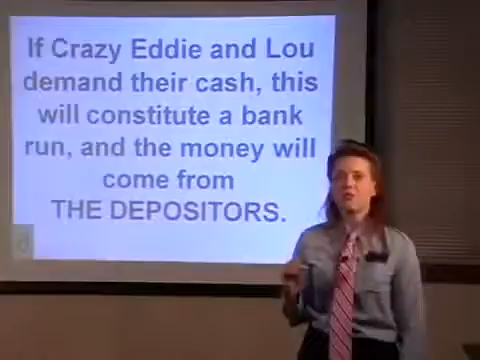 If Crazy Eddie and Lou
demand their cash, this
will constitute a bank
run, and the money will
come from
THE DEPOSITORS.